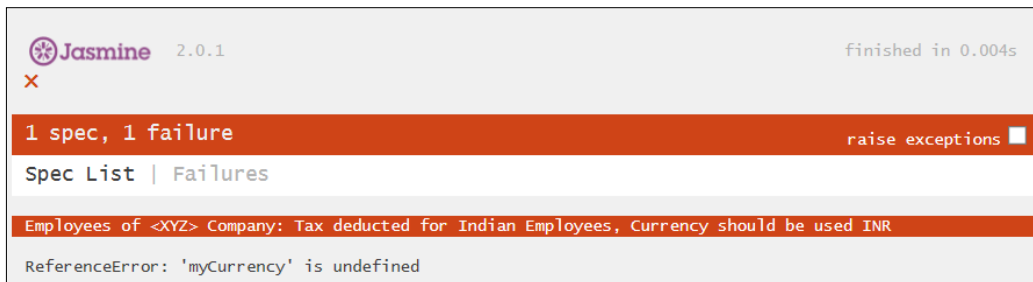 Jasmine 2.0.1 finished in 0.004s
×
1 spec, 1 failure raise exceptions
Spec List | Failures
Employees of <XYZ> Company: Tax deducted for Indian Employees, Currency should be used INR
ReferenceError: 'myCurrency' is undefined